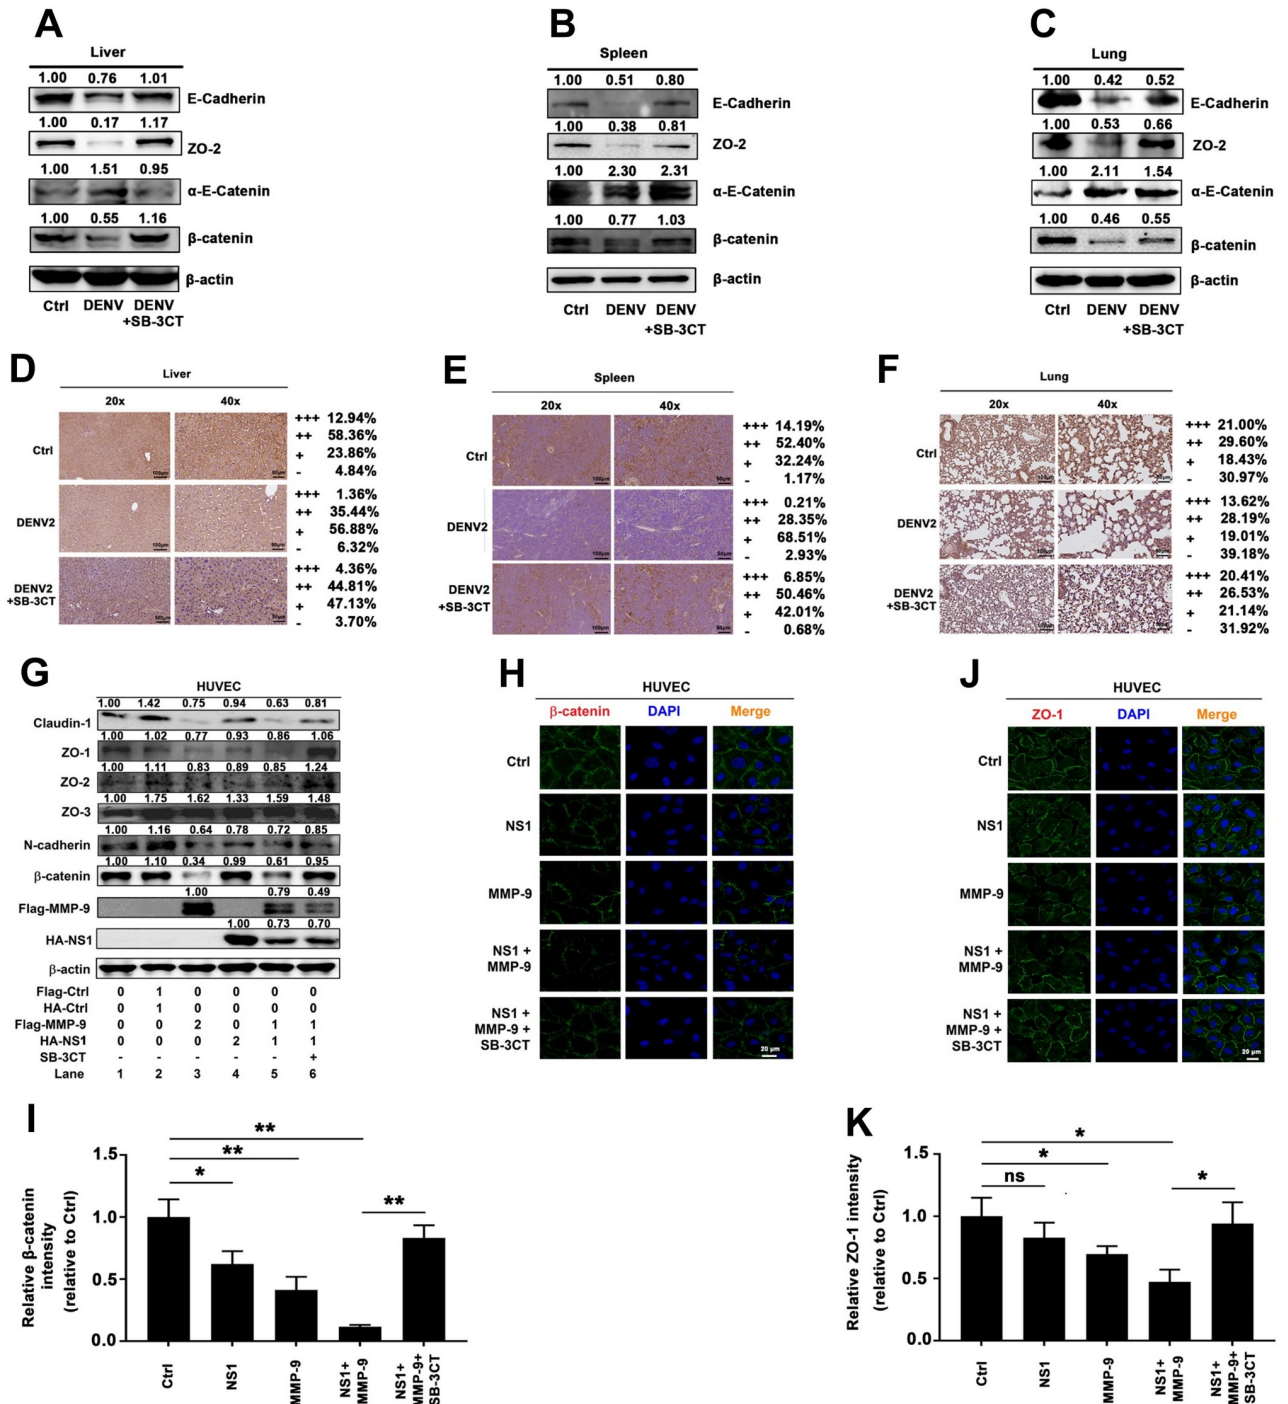 A
Liver
1.00 0.76 1.01
E-Cadherin
1.00 0.17 1.17
ZO-2
1.00 1.51 0.95
α-E-Catenin
1.00 0.55 1.16
β-catenin
β-actin
Ctrl DENV DENV
+SB-3CT
B
Spleen
1.00 0.51 0.80
E-Cadherin
1.00 0.38 0.81
ZO-2
1.00 2.30 2.31
α-E-Catenin
1.00 0.77 1.03
β-catenin
β-actin
Ctrl DENV DENV
+SB-3CT
C
Lung
1.00 0.42 0.52
E-Cadherin
1.00 0.53 0.66
ZO-2
1.00 2.11 1.54
α-E-Catenin
1.00 0.46 0.55
β-catenin
β-actin
Ctrl DENV DENV
+SB-3CT
D
Liver
20x 40x
Ctrl
+++ 12.94%
++ 58.36%
+ 23.86%
- 4.84%
100μm 50μm
DENV2
+++ 1.36%
++ 35.44%
+ 56.88%
- 6.32%
100μm 50μm
DENV2
+SB-3CT
+++ 4.36%
++ 44.81%
+ 47.13%
- 3.70%
100μm 50μm
E
Spleen
20x 40x
Ctrl
+++ 14.19%
++ 52.40%
+ 32.24%
- 1.17%
100μm 50μm
DENV2
+++ 0.21%
++ 28.35%
+ 68.51%
- 2.93%
100μm 50μm
DENV2
+SB-3CT
+++ 6.85%
++ 50.46%
+ 42.01%
- 0.68%
100μm 50μm
F
Lung
20x 40x
Ctrl
+++ 21.00%
++ 29.60%
+ 18.43%
- 30.97%
100μm 50μm
DENV2
+++ 13.62%
++ 28.19%
+ 19.01%
- 39.18%
100μm 50μm
DENV2
+SB-3CT
+++ 20.41%
++ 26.53%
+ 21.14%
- 31.92%
100μm 50μm
G
HUVEC
1.00 1.42 0.75 0.94 0.63 0.81
Claudin-1
1.00 1.02 0.77 0.93 0.86 1.06
ZO-1
1.00 1.11 0.83 0.89 0.85 1.24
ZO-2
1.00 1.75 1.62 1.33 1.59 1.48
ZO-3
1.00 1.16 0.64 0.78 0.72 0.85
N-cadherin
1.00 1.10 0.34 0.99 0.61 0.95
β-catenin
1.00 0.79 0.49
Flag-MMP-9
1.00 0.73 0.70
HA-NS1
β-actin
Flag-Ctrl 0 1 0 0 0 0
HA-Ctrl 0 1 0 0 0 0
Flag-MMP-9 0 0 2 0 1 1
HA-NS1 0 0 0 2 1 1
SB-3CT - - - - - +
Lane 1 2 3 4 5 6
H
HUVEC
β-catenin DAPI Merge
Ctrl
NS1
MMP-9
NS1 +
MMP-9
NS1 +
MMP-9 +
SB-3CT
20 μm
J
HUVEC
ZO-1 DAPI Merge
Ctrl
NS1
MMP-9
NS1 +
MMP-9
NS1 +
MMP-9 +
SB-3CT
20 μm
I
Relative β-catenin
intensity
(relative to Ctrl)
1.5
1.0
0.5
0.0
**
**
*
**
Ctrl
NS1
MMP-9
NS1+
MMP-9
NS1+
MMP-9+
SB-3CT
K
Relative ZO-1 intensity
(relative to Ctrl)
1.5
1.0
0.5
0.0
*
*
ns
*
Ctrl
NS1
MMP-9
NS1+
MMP-9
NS1+
MMP-9+
SB-3CT